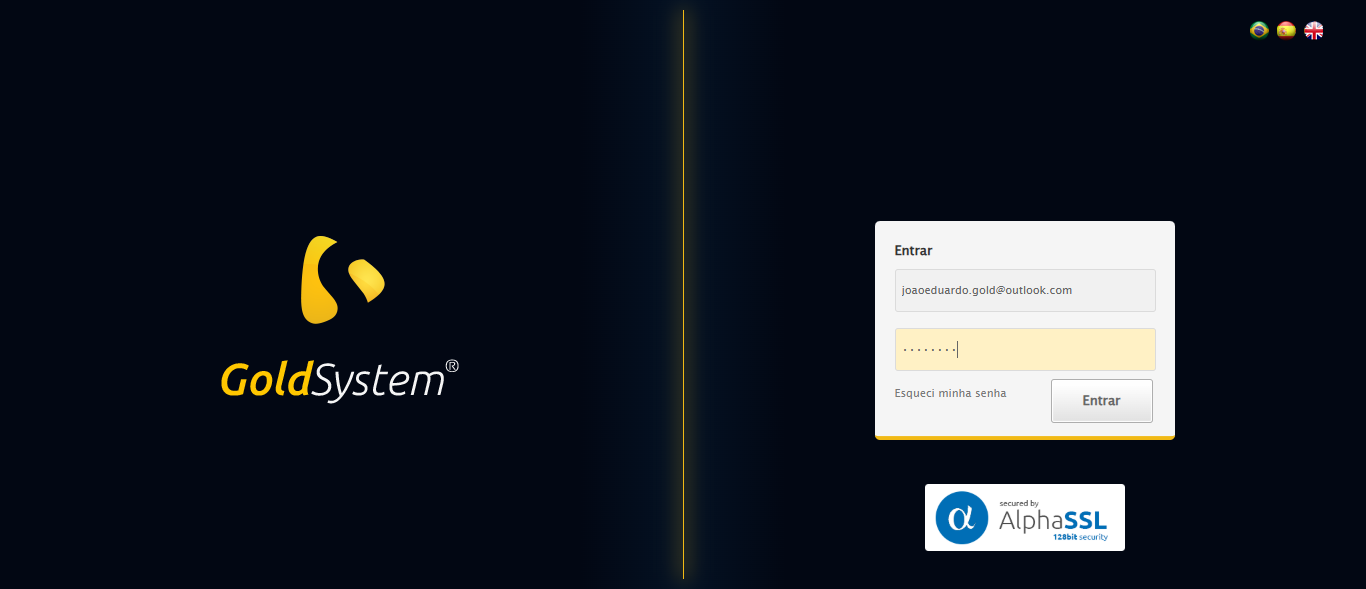 GoldSystem®
Entrar
joaoeduardo.gold@outlook.com
········
Esqueci minha senha
Entrar
α
secured by
AlphaSSL
128bit security